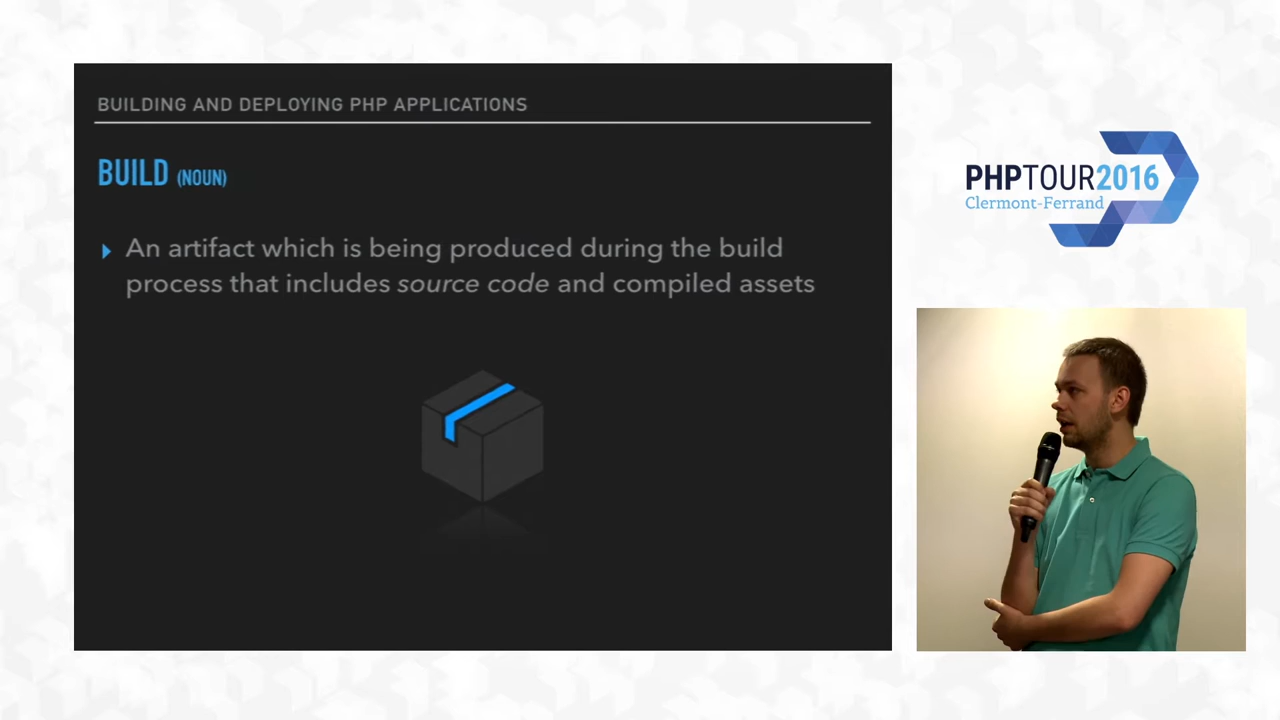 BUILDING AND DEPLOYING PHP APPLICATIONS
BUILD (NOUN)
An artifact which is being produced during the build
process that includes source code and compiled assets
PHPTOUR2016
Clermont-Ferrand